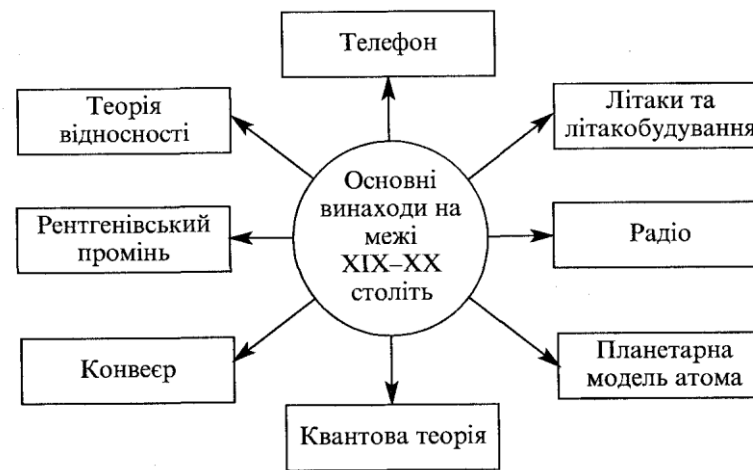 Телефон
Теорія
відносності
Літаки та
літакобудування
Основні
винаходи на
межі
XIX–XX
століть
Рентгенівський
промінь
Радіо
Конвеєр
Планетарна
модель атома
Квантова теорія